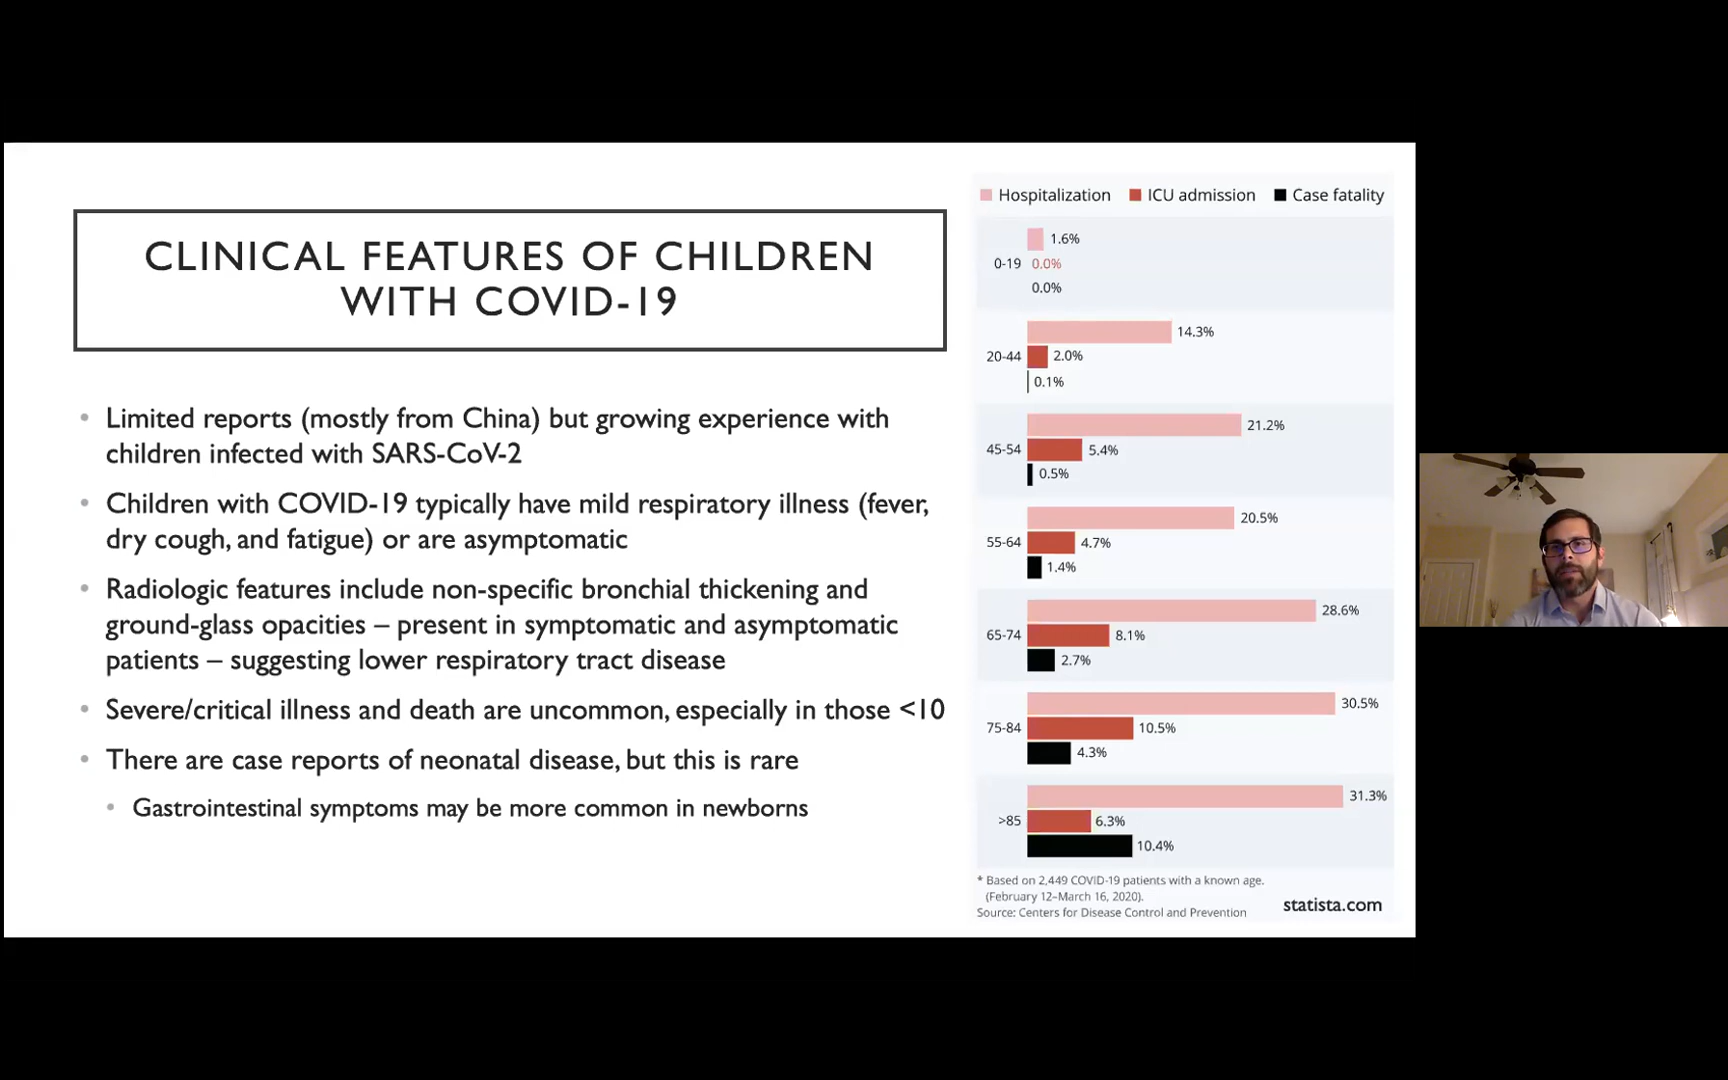 CLINICAL FEATURES OF CHILDREN
WITH COVID-19
• Limited reports (mostly from China) but growing experience with
children infected with SARS-CoV-2
• Children with COVID-19 typically have mild respiratory illness (fever,
dry cough, and fatigue) or are asymptomatic
• Radiologic features include non-specific bronchial thickening and
ground-glass opacities – present in symptomatic and asymptomatic
patients – suggesting lower respiratory tract disease
• Severe/critical illness and death are uncommon, especially in those <10
• There are case reports of neonatal disease, but this is rare
• Gastrointestinal symptoms may be more common in newborns
Hospitalization ICU admission Case fatality
1.6%
0-19 0.0%
0.0%
14.3%
20-44 2.0%
0.1%
21.2%
45-54 5.4%
0.5%
20.5%
55-64 4.7%
1.4%
28.6%
65-74 8.1%
2.7%
30.5%
75-84 10.5%
4.3%
31.3%
>85 6.3%
10.4%
* Based on 2,449 COVID-19 patients with a known age.
(February 12–March 16, 2020).
Source: Centers for Disease Control and Prevention
statista.com